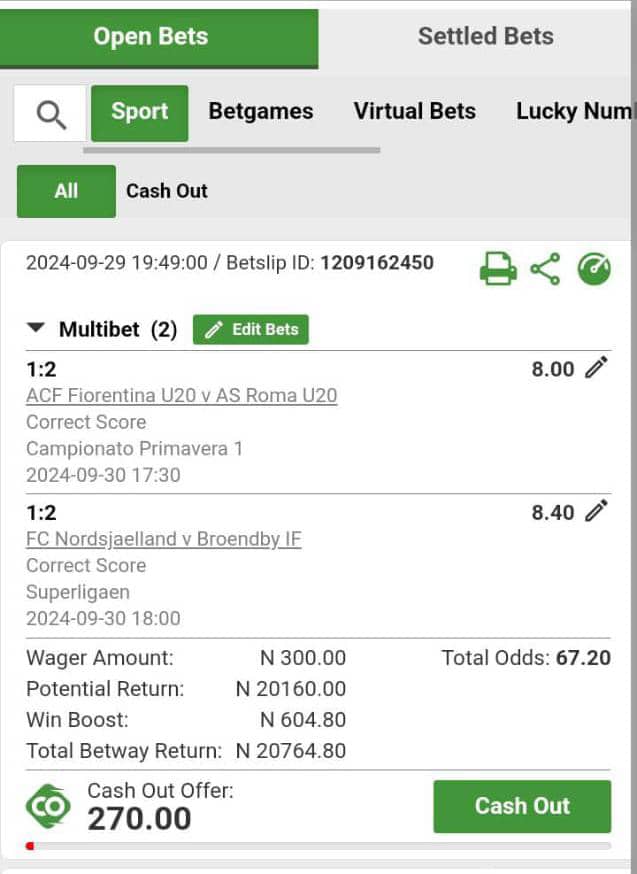 Open Bets Settled Bets
Sport Betgames Virtual Bets Lucky Num
All Cash Out
2024-09-29 19:49:00 / Betslip ID: 1209162450
Multibet (2) Edit Bets
1:2 8.00
ACF Fiorentina U20 v AS Roma U20
Correct Score
Campionato Primavera 1
2024-09-30 17:30
1:2 8.40
FC Nordsjaelland v Broendby IF
Correct Score
Superligaen
2024-09-30 18:00
Wager Amount: N 300.00 Total Odds: 67.20
Potential Return: N 20160.00
Win Boost: N 604.80
Total Betway Return: N 20764.80
CO Cash Out Offer:
270.00 Cash Out